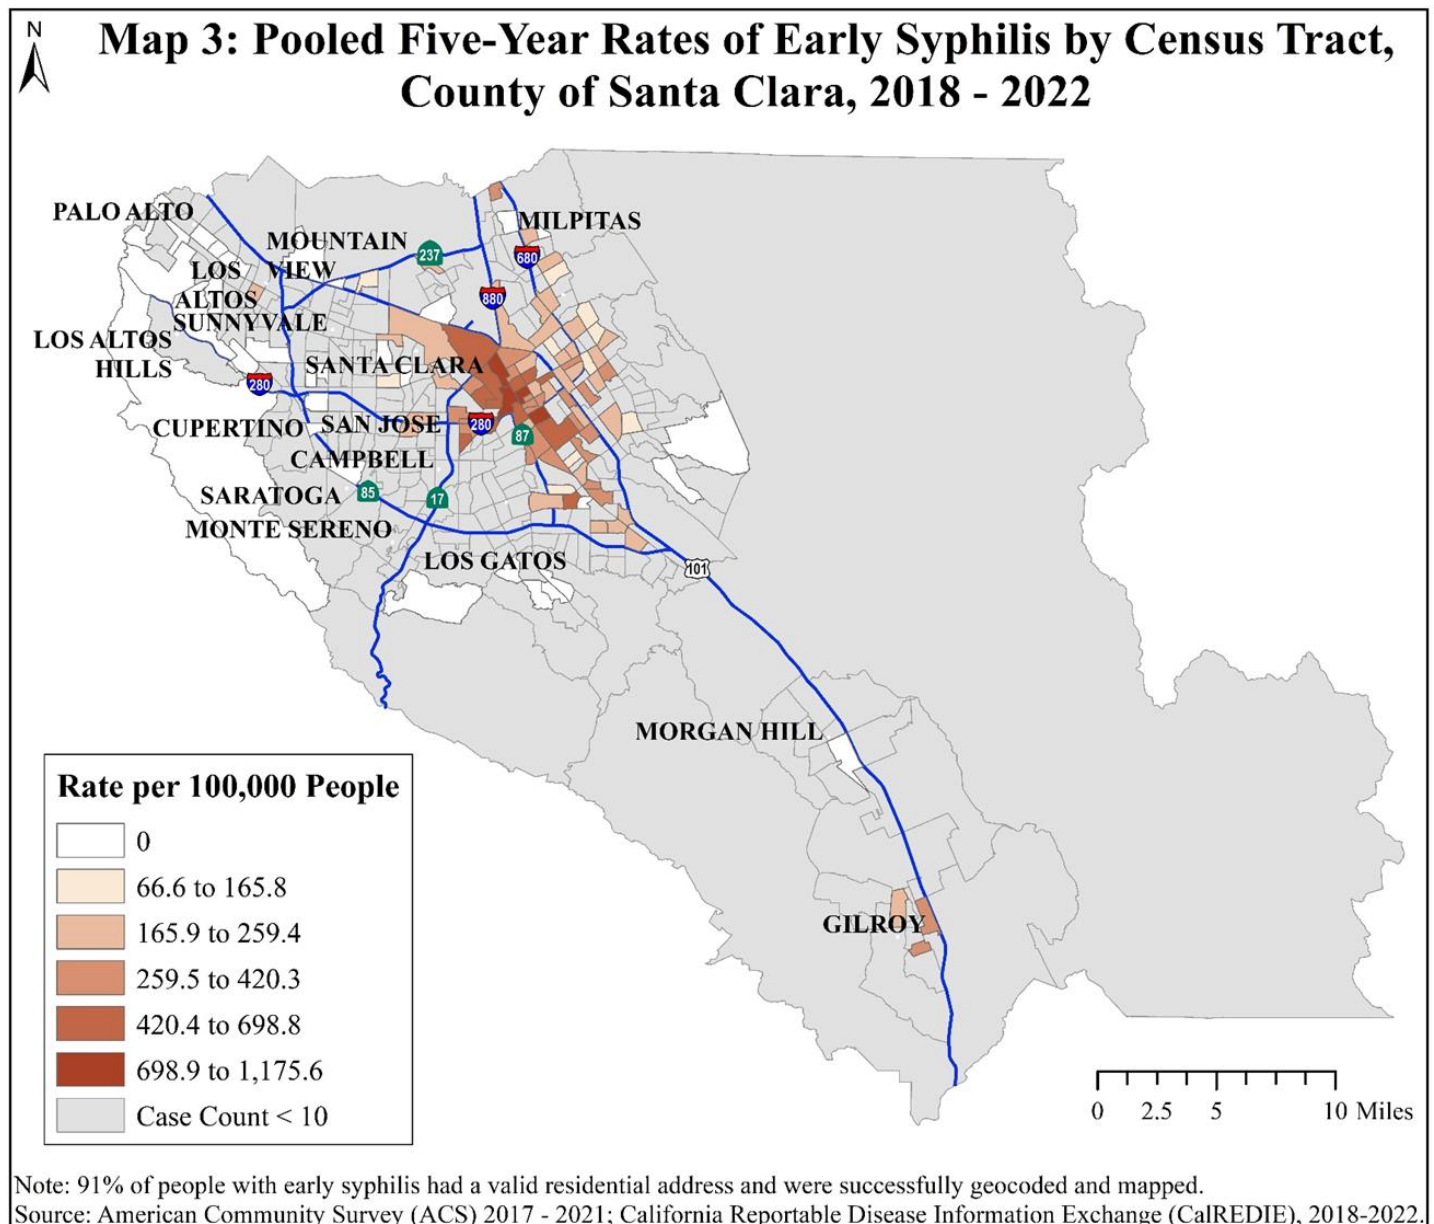 N
Map 3: Pooled Five-Year Rates of Early Syphilis by Census Tract,
County of Santa Clara, 2018 - 2022
PALO ALTO
MILPITAS
MOUNTAIN
237
680
LOS VIEW
ALTOS
880
SUNNYVALE
LOS ALTOS
HILLS
SANTA CLARA
280
CUPERTINO
SAN JOSE
280
87
CAMPBELL
SARATOGA
85
17
MONTE SERENO
LOS GATOS
101
MORGAN HILL
GILROY
Rate per 100,000 People
0
66.6 to 165.8
165.9 to 259.4
259.5 to 420.3
420.4 to 698.8
698.9 to 1,175.6
Case Count < 10
0 2.5 5 10 Miles
Note: 91% of people with early syphilis had a valid residential address and were successfully geocoded and mapped.
Source: American Community Survey (ACS) 2017 - 2021; California Reportable Disease Information Exchange (CalREDIE), 2018-2022.